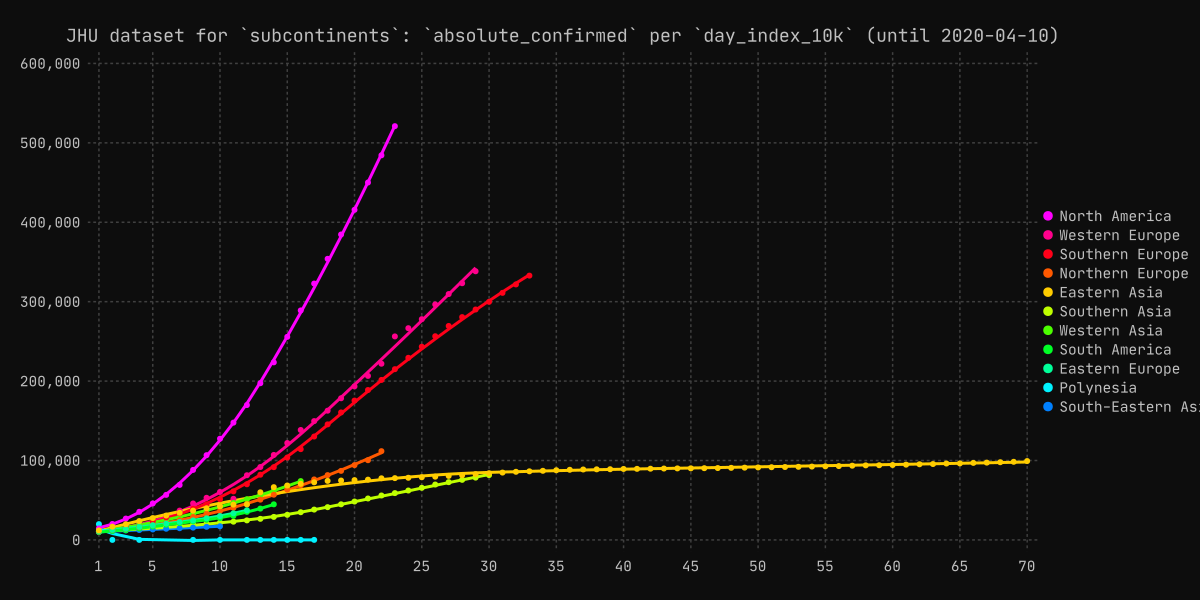 JHU dataset for `subcontinents`: `absolute_confirmed` per `day_index_10k` (until 2020-04-10)
600,000
500,000
400,000
300,000
200,000
100,000
0
1 5 10 15 20 25 30 35 40 45 50 55 60 65 70
North America
Western Europe
Southern Europe
Northern Europe
Eastern Asia
Southern Asia
Western Asia
South America
Eastern Europe
Polynesia
South-Eastern